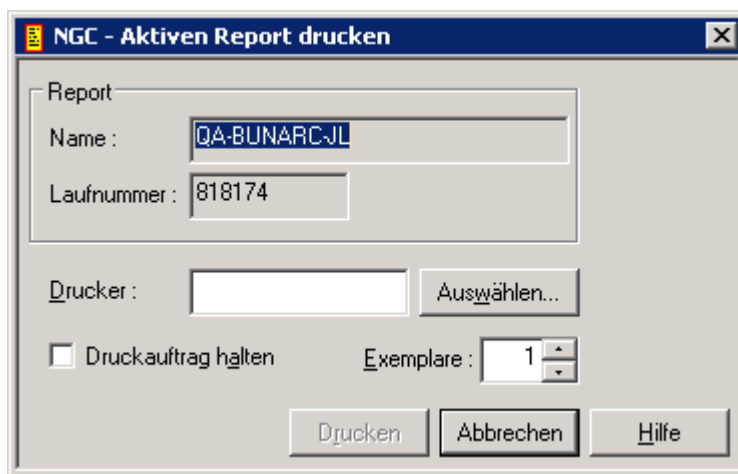 NGC - Aktiven Report drucken
Report
Name : QA-BUNARC-JL
Laufnummer : 818174
Drucker : Auswählen...
Druckauftrag halten Exemplare : 1
Drucken Abbrechen Hilfe